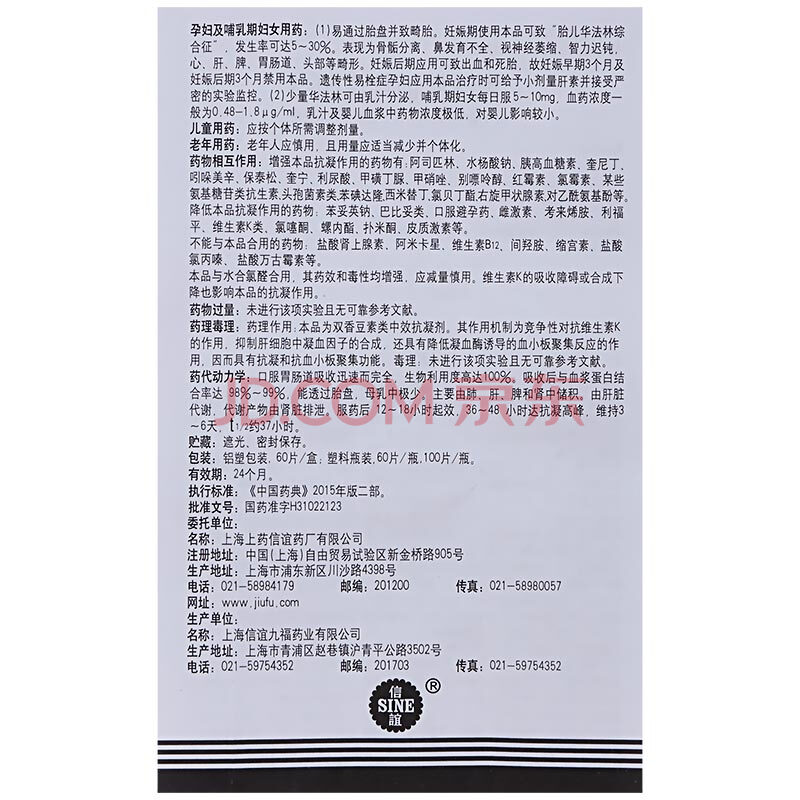 孕妇及哺乳期妇女用药：(1)易通过胎盘并致畸胎。妊娠期使用本品可致“胎儿华法林综
合征”，发生率可达5～30%。表现为骨骺分离、鼻发育不全、视神经萎缩、智力迟钝，
心、肝、脾、胃肠道、头部等畸形。妊娠后期应用可致出血和死胎，故妊娠早期3个月及
妊娠后期3个月禁用本品。遗传性易栓症孕妇应用本品治疗时可给予小剂量肝素并接受严
密的实验监控。(2)少量华法林可由乳汁分泌，哺乳期妇女每日服5～10mg，血药浓度一
般为0.48-1.8μg/ml，乳汁及婴儿血浆中药物浓度极低，对婴儿影响较小。
儿童用药：应按个体所需调整剂量。
老年用药：老年人应慎用，且用量应适当减少并个体化。
药物相互作用：增强本品抗凝作用的药物有：阿司匹林、水杨酸钠、胰高血糖素、奎尼丁、
吲哚美辛、保泰松、奎宁、利尿酸、甲磺丁脲、甲硝唑、别嘌呤醇、红霉素、氯霉素、某些
氨基糖苷类抗生素、头孢菌素类、苯碘达隆、西米替丁、氯贝丁酯、右旋甲状腺素、对乙酰氨基酚等。
降低本品抗凝作用的药物：苯妥英钠、巴比妥类、口服避孕药、雌激素、考来烯胺、利福
平、维生素K类、氯噻酮、螺内酯、扑米酮、皮质激素等。
不能与本品合用的药物：盐酸肾上腺素、阿米卡星、维生素B12、间羟胺、缩宫素、盐酸
氯丙嗪、盐酸万古霉素等。
本品与水合氯醛合用，其药效和毒性均增强，应减量慎用。维生素K的吸收障碍或合成下
降也影响本品的抗凝作用。
药物过量：未进行该项实验且无可靠参考文献。
药理毒理：药理作用：本品为双香豆素类中效抗凝剂。其作用机制为竞争性对抗维生素K
的作用，抑制肝细胞中凝血因子的合成，还具有降低凝血酶诱导的血小板聚集反应的作
用，因而具有抗凝和抗血小板聚集功能。毒理：未进行该项实验且无可靠参考文献。
药代动力学：口服胃肠道吸收迅速而完全，生物利用度高达100%。吸收后与血浆蛋白结
合率达 98%～99%，能透过胎盘，母乳中极少。主要由肺、肝、脾和肾中储积。由肝脏
代谢，代谢产物由肾脏排泄。服药后 12～18小时起效，36～48 小时达抗凝高峰，维持3
～6天，t1/2约37小时。
JD.COM 京东
贮藏：遮光、密封保存。
包装：铝塑包装，60片/盒；塑料瓶装，60片/瓶，100片/瓶。
有效期：24个月。
执行标准：《中国药典》2015年版二部。
批准文号：国药准字H31022123
委托单位：
名称：上海上药信谊药厂有限公司
注册地址：中国(上海)自由贸易试验区新金桥路905号
生产地址：上海市浦东新区川沙路4398号
电话：021-58984179 邮编：201200 传真：021-58980057
网址：www.jiufu.com
生产单位：
名称：上海信谊九福药业有限公司
生产地址：上海市青浦区赵巷镇沪青平公路3502号
电话：021-59754352 邮编：201703 传真：021-59754352
信 ®
SINE
誼